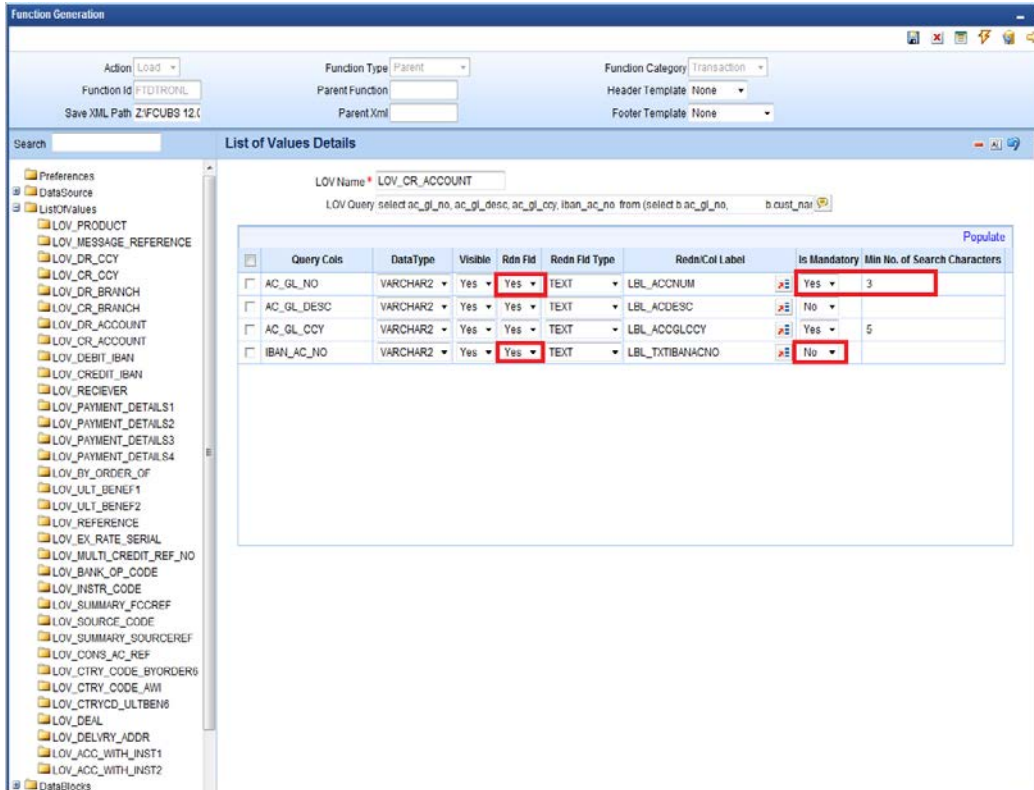 Function Generation
Action Load Function Type Parent Function Category Transaction
Function Id FTDTRONL Parent Function Header Template None
Save XML Path Z:\FCUBS 12.( Parent Xml Footer Template None
Search List of Values Details
Preferences
DataSource
ListOfValues
LOV_PRODUCT
LOV_MESSAGE_REFERENCE
LOV_DR_CCY
LOV_CR_CCY
LOV_DR_BRANCH
LOV_CR_BRANCH
LOV_DR_ACCOUNT
LOV_CR_ACCOUNT
LOV_DEBIT_IBAN
LOV_CREDIT_IBAN
LOV_RECIEVER
LOV_PAYMENT_DETAILS1
LOV_PAYMENT_DETAILS2
LOV_PAYMENT_DETAILS3
LOV_PAYMENT_DETAILS4
LOV_BY_ORDER_OF
LOV_ULT_BENEF1
LOV_ULT_BENEF2
LOV_REFERENCE
LOV_EX_RATE_SERIAL
LOV_MULTI_CREDIT_REF_NO
LOV_BANK_OP_CODE
LOV_INSTR_CODE
LOV_SUMMARY_FCCREF
LOV_SOURCE_CODE
LOV_SUMMARY_SOURCEREF
LOV_CONS_AC_REF
LOV_CTRY_CODE_BYORDER6
LOV_CTRY_CODE_AWI
LOV_CTRYCD_ULTBEN6
LOV_DEAL
LOV_DELVRY_ADDR
LOV_ACC_WITH_INST1
LOV_ACC_WITH_INST2
DataBlocks
LOV Name * LOV_CR_ACCOUNT
LOV Query select ac_gl_no, ac_gl_desc, ac_gl_ccy, iban_ac_no from (select b.ac_gl_no, b.cust_nar
Populate
Query Cols DataType Visible Rdn Fld Redn Fld Type Redn/Col Label Is Mandatory Min No. of Search Characters
AC_GL_NO VARCHAR2 Yes Yes TEXT LBL_ACCNUM Yes 3
AC_GL_DESC VARCHAR2 Yes Yes TEXT LBL_ACDESC No
AC_GL_CCY VARCHAR2 Yes Yes TEXT LBL_ACCGLCCY Yes 5
IBAN_AC_NO VARCHAR2 Yes Yes TEXT LBL_TXTIBANACNO No